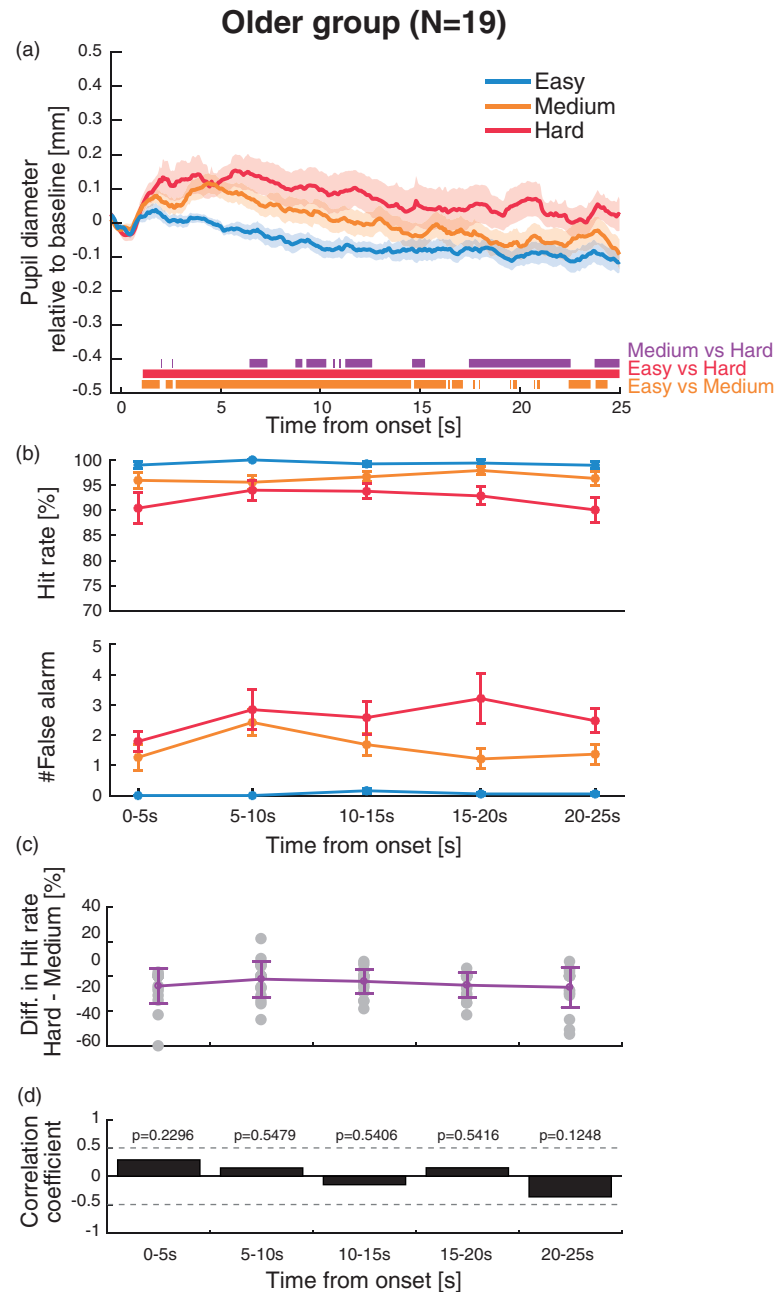 Older group (N=19)
(a)
0.5
0.4
0.3
0.2
0.1
0
-0.1
-0.2
-0.3
-0.4
-0.5
Pupil diameter
relative to baseline [mm]
Easy
Medium
Hard
Medium vs Hard
Easy vs Hard
Easy vs Medium
0 5 10 15 20 25
Time from onset [s]
(b)
100
95
90
85
80
75
70
Hit rate [%]
5
4
3
2
1
0
#False alarm
0-5s 5-10s 10-15s 15-20s 20-25s
Time from onset [s]
(c)
40
20
0
-20
-40
-60
Diff. in Hit rate
Hard - Medium [%]
(d)
1
0.5
0
-0.5
-1
Correlation
coefficient
p=0.2296 p=0.5479 p=0.5406 p=0.5416 p=0.1248
0-5s 5-10s 10-15s 15-20s 20-25s
Time from onset [s]